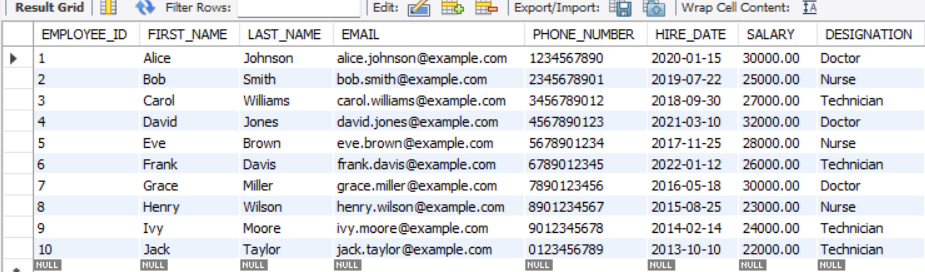 Result Grid Filter Rows: Edit: Export/Import: Wrap Cell Content: IA
EMPLOYEE_ID FIRST_NAME LAST_NAME EMAIL PHONE_NUMBER HIRE_DATE SALARY DESIGNATION
1 Alice Johnson alice.johnson@example.com 1234567890 2020-01-15 30000.00 Doctor
2 Bob Smith bob.smith@example.com 2345678901 2019-07-22 25000.00 Nurse
3 Carol Williams carol.williams@example.com 3456789012 2018-09-30 27000.00 Technician
4 David Jones david.jones@example.com 4567890123 2021-03-10 32000.00 Doctor
5 Eve Brown eve.brown@example.com 5678901234 2017-11-25 28000.00 Nurse
6 Frank Davis frank.davis@example.com 6789012345 2022-01-12 26000.00 Technician
7 Grace Miller grace.miller@example.com 7890123456 2016-05-18 30000.00 Doctor
8 Henry Wilson henry.wilson@example.com 8901234567 2015-08-25 23000.00 Nurse
9 Ivy Moore ivy.moore@example.com 9012345678 2014-02-14 24000.00 Technician
10 Jack Taylor jack.taylor@example.com 0123456789 2013-10-10 22000.00 Technician
NULL NULL NULL NULL NULL NULL NULL NULL